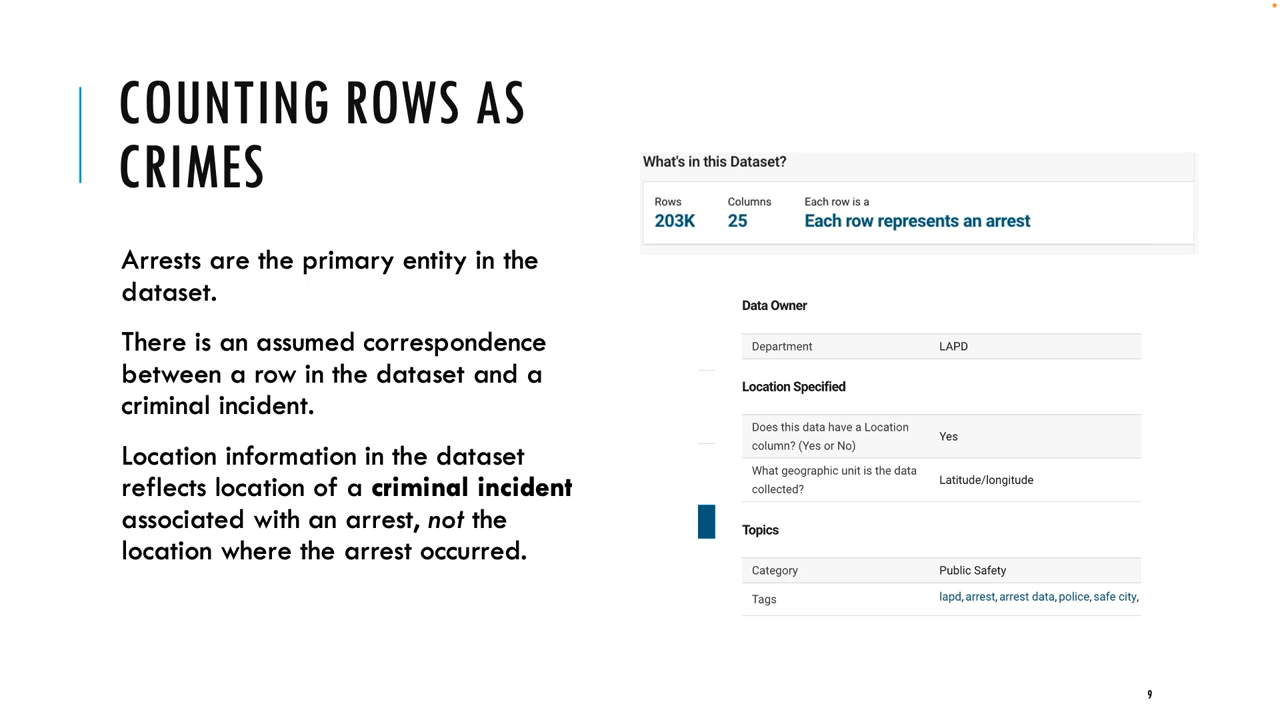 COUNTING ROWS AS
CRIMES
Arrests are the primary entity in the
dataset.
There is an assumed correspondence
between a row in the dataset and a
criminal incident.
Location information in the dataset
reflects location of a criminal incident
associated with an arrest, not the
location where the arrest occurred.
What's in this Dataset?
Rows Columns Each row is a
203K 25 Each row represents an arrest
Data Owner
Department LAPD
Location Specified
Does this data have a Location
column? (Yes or No) Yes
What geographic unit is the data
collected? Latitude/longitude
Topics
Category Public Safety
Tags lapd, arrest, arrest data, police, safe city,
9